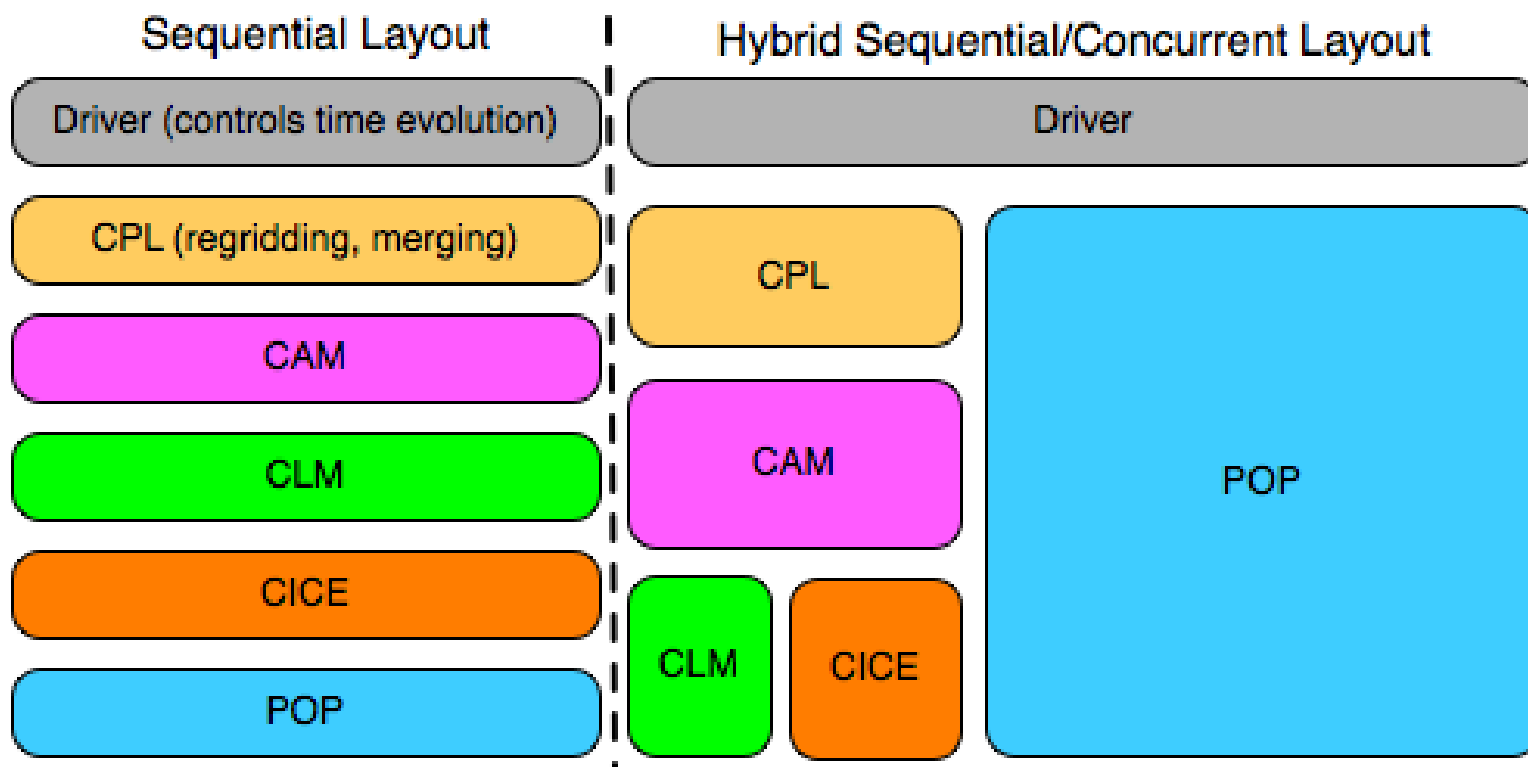 Sequential Layout
Driver (controls time evolution)
CPL (regridding, merging)
CAM
CLM
CICE
POP
Hybrid Sequential/Concurrent Layout
Driver
CPL
CAM
CLM
CICE
POP